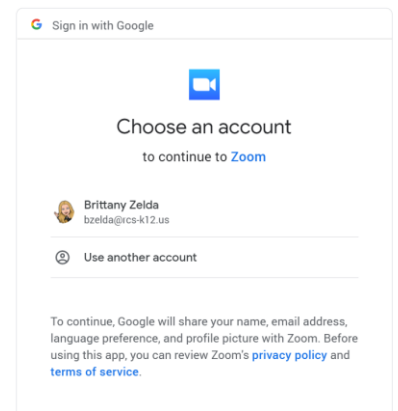 Sign in with Google
Choose an account
to continue to Zoom
Brittany Zelda
bzelda@rcs-k12.us
Use another account
To continue, Google will share your name, email address,
language preference, and profile picture with Zoom. Before
using this app, you can review Zoom's privacy policy and
terms of service.